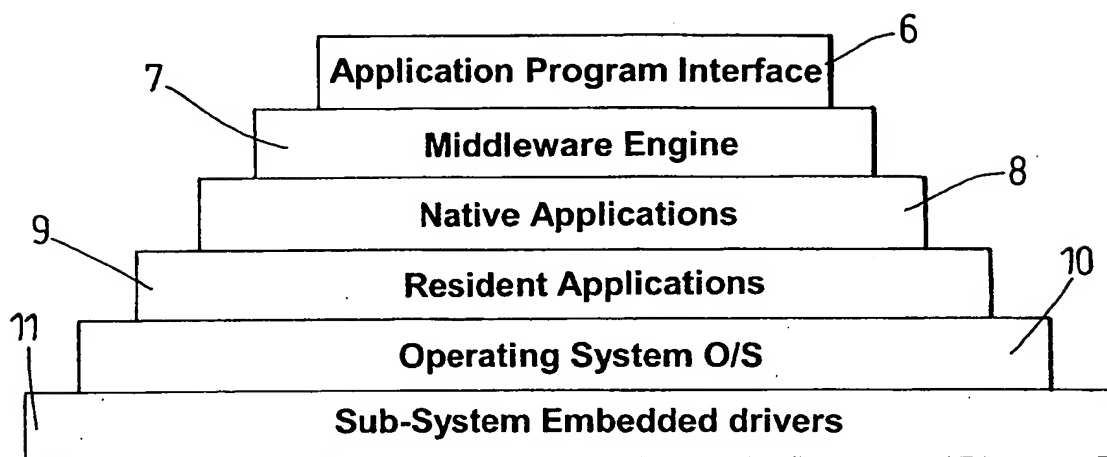 6
Application Program Interface
7
Middleware Engine
8
Native Applications
9
Resident Applications
10
Operating System O/S
11
Sub-System Embedded drivers